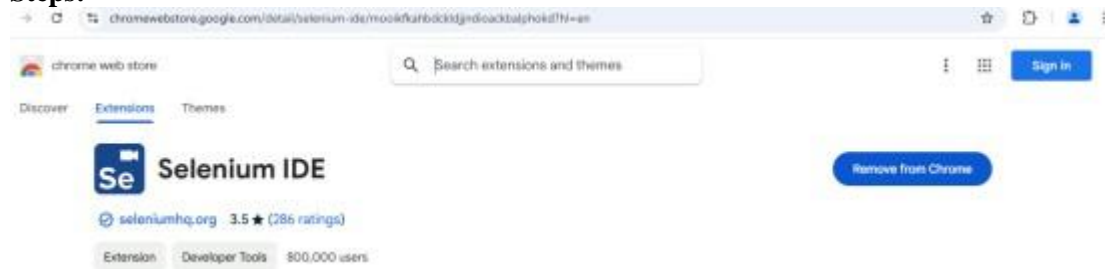 Steps:
chromewebstore.google.com/detail/selenium-ide/mooikfkahbdckldjjndioackbalphokd?hl=en
chrome web store
Search extensions and themes
Sign in
Discover Extensions Themes
Se Selenium IDE
Remove from Chrome
seleniumhq.org 3.5 ★ (286 ratings)
Extension Developer Tools 800,000 users